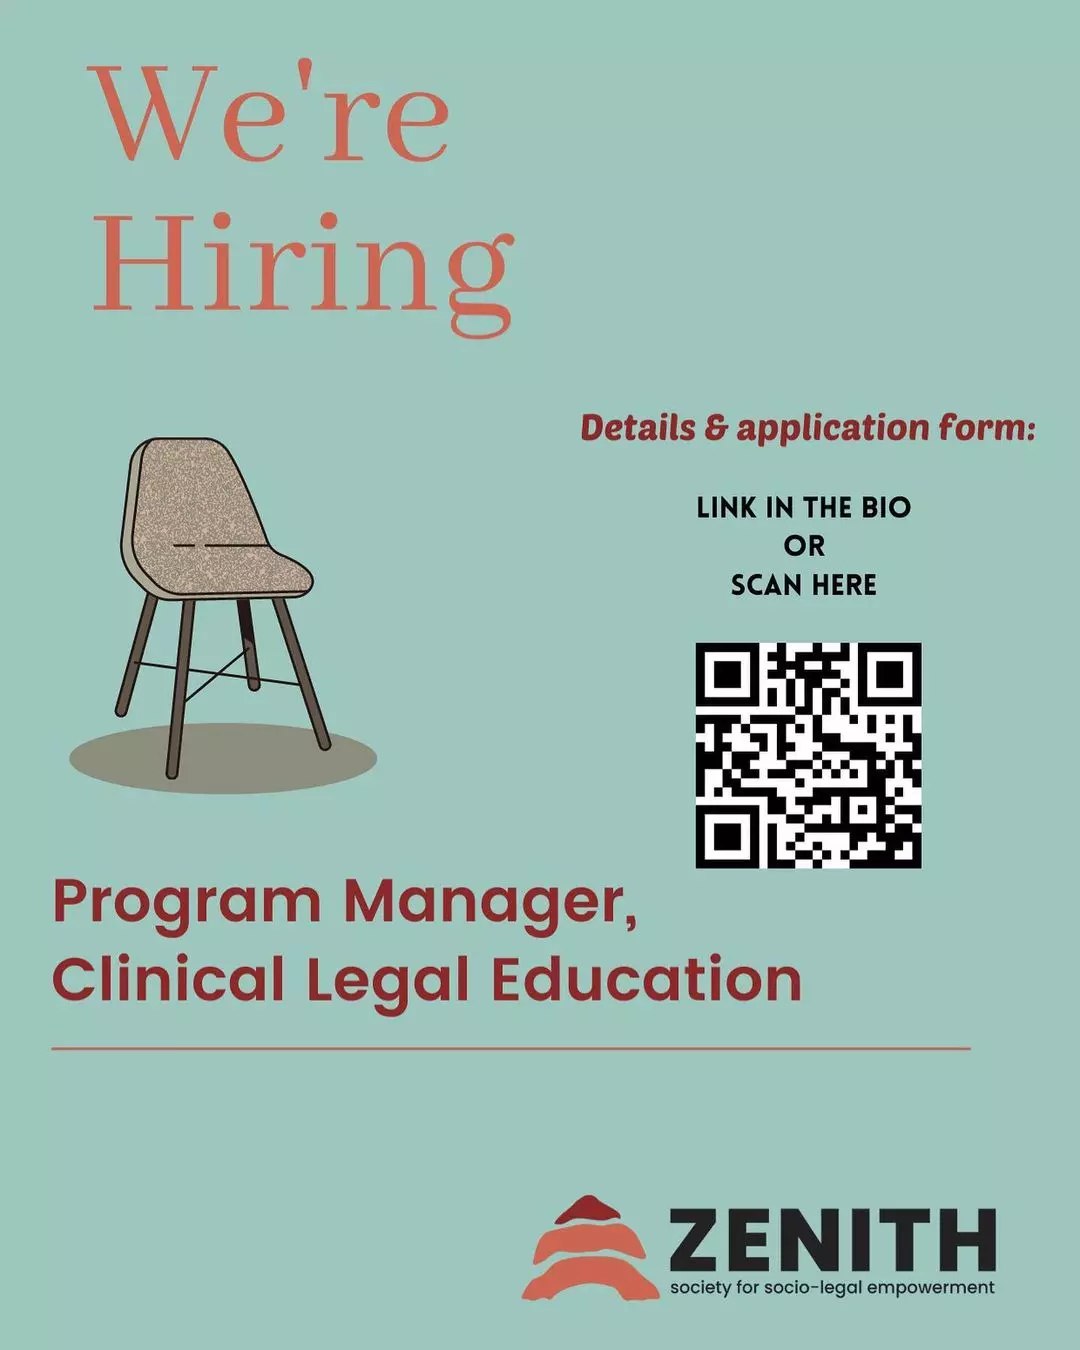 We're
Hiring
Details & application form:
LINK IN THE BIO
OR
SCAN HERE
Program Manager,
Clinical Legal Education
ZENITH
society for socio-legal empowerment